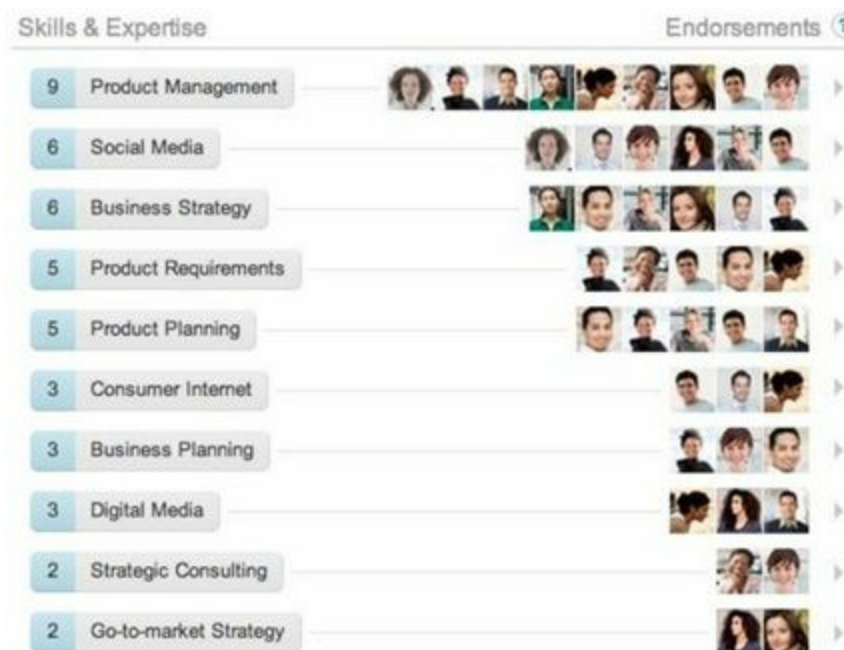 Skills & Expertise Endorsements ?
9 Product Management
6 Social Media
6 Business Strategy
5 Product Requirements
5 Product Planning
3 Consumer Internet
3 Business Planning
3 Digital Media
2 Strategic Consulting
2 Go-to-market Strategy